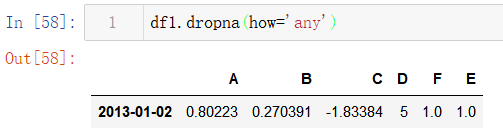 In [58]: 1 df1.dropna(how='any')
Out[58]:
A B C D F E
2013-01-02 0.80223 0.270391 -1.83384 5 1.0 1.0